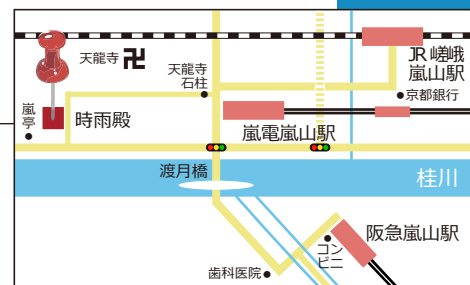 天龍寺
卍
JR 嵯峨
嵐山駅
天龍寺
石柱
京都銀行
嵐亭
時雨殿
嵐電嵐山駅
渡月橋
桂川
阪急嵐山駅
コン
ビニ
歯科医院